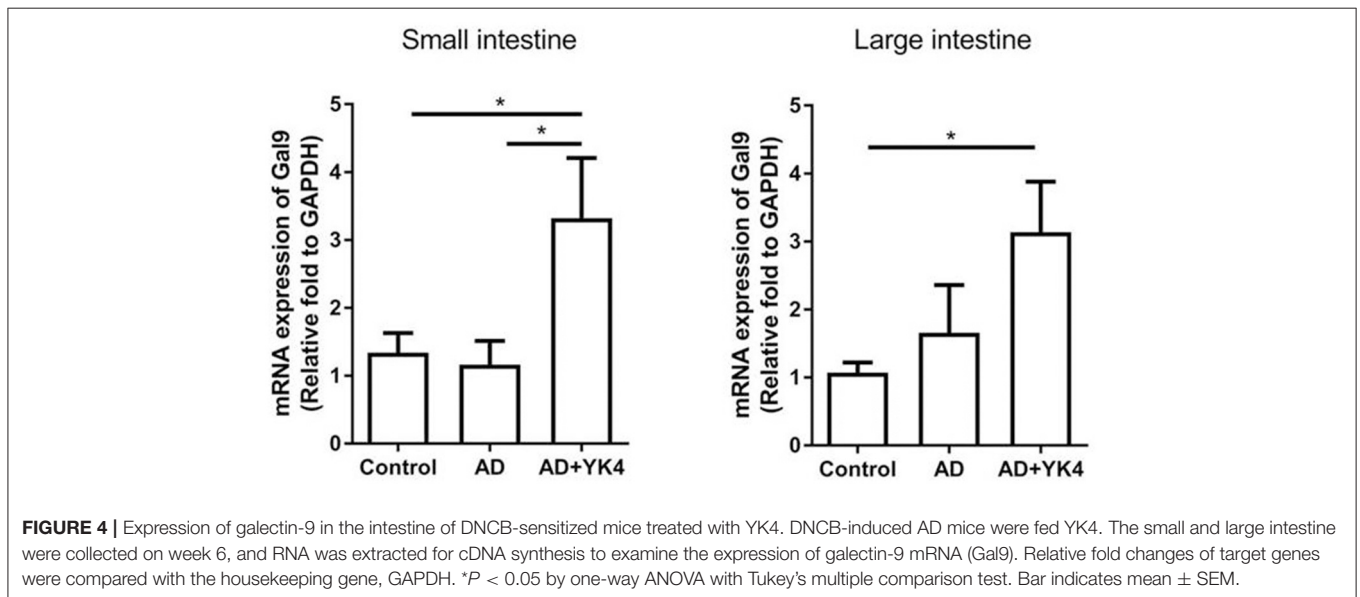 Small intestine
mRNA expression of Gal9
(Relative fold to GAPDH)
5
4
3
2
1
0
*
*
Control AD AD+YK4
Large intestine
mRNA expression of Gal9
(Relative fold to GAPDH)
5
4
3
2
1
0
*
Control AD AD+YK4
FIGURE 4 | Expression of galectin-9 in the intestine of DNCB-sensitized mice treated with YK4. DNCB-induced AD mice were fed YK4. The small and large intestine
were collected on week 6, and RNA was extracted for cDNA synthesis to examine the expression of galectin-9 mRNA (Gal9). Relative fold changes of target genes
were compared with the housekeeping gene, GAPDH. *P < 0.05 by one-way ANOVA with Tukey's multiple comparison test. Bar indicates mean ± SEM.